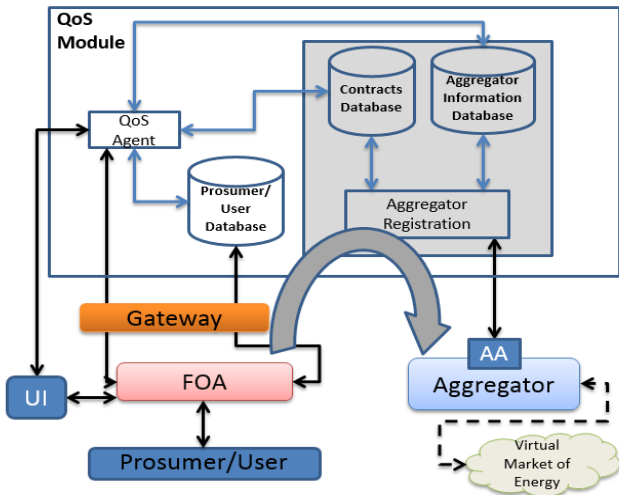 QoS
Module
Contracts
Database
Aggregator
Information
Database
QoS
Agent
Prosumer/
User
Database
Aggregator
Registration
Gateway
FOA
AA
Aggregator
UI
Prosumer/User
Virtual
Market of
Energy